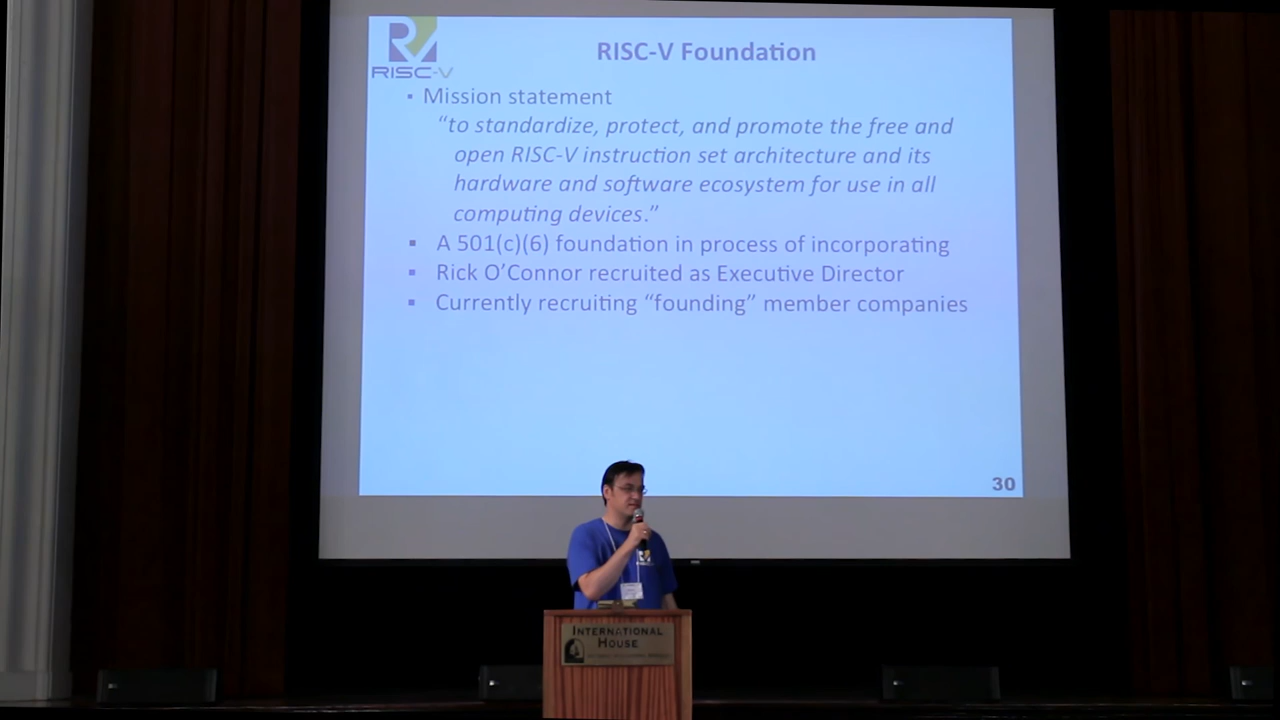 RISC-V
RISC-V Foundation
▪ Mission statement
“to standardize, protect, and promote the free and
open RISC-V instruction set architecture and its
hardware and software ecosystem for use in all
computing devices.”
▪ A 501(c)(6) foundation in process of incorporating
▪ Rick O’Connor recruited as Executive Director
▪ Currently recruiting “founding” member companies
30
INTERNATIONAL
HOUSE